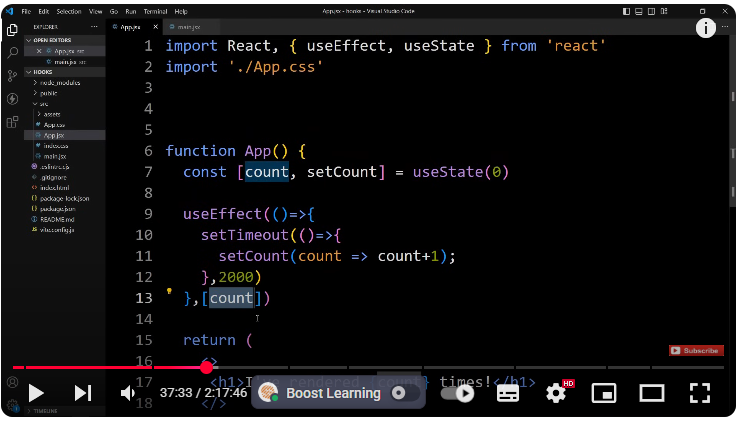 File Edit Selection View Go Run Terminal Help
App.jsx - hooks - Visual Studio Code
EXPLORER
OPEN EDITORS
App.jsx src
main.jsx src
HOOKS
node_modules
public
src
assets
App.css
App.jsx
index.css
main.jsx
.eslintrc.cjs
.gitignore
index.html
package-lock.json
package.json
README.md
vite.config.js
TIMELINE
App.jsx
main.jsx
1 import React, { useEffect, useState } from 'react'
2 import './App.css'
3
4
5
6 function App() {
7 const [count, setCount] = useState(0)
8
9 useEffect(()=>{
10 setTimeout(()=>{
11 setCount(count => count+1);
12 },2000)
13 },[count])
14
15 return (
16 <>
17 <h1>I rendered {count} times!</h1>
18 </>
Subscribe
37:33 / 2:17:46
Boost Learning
HD